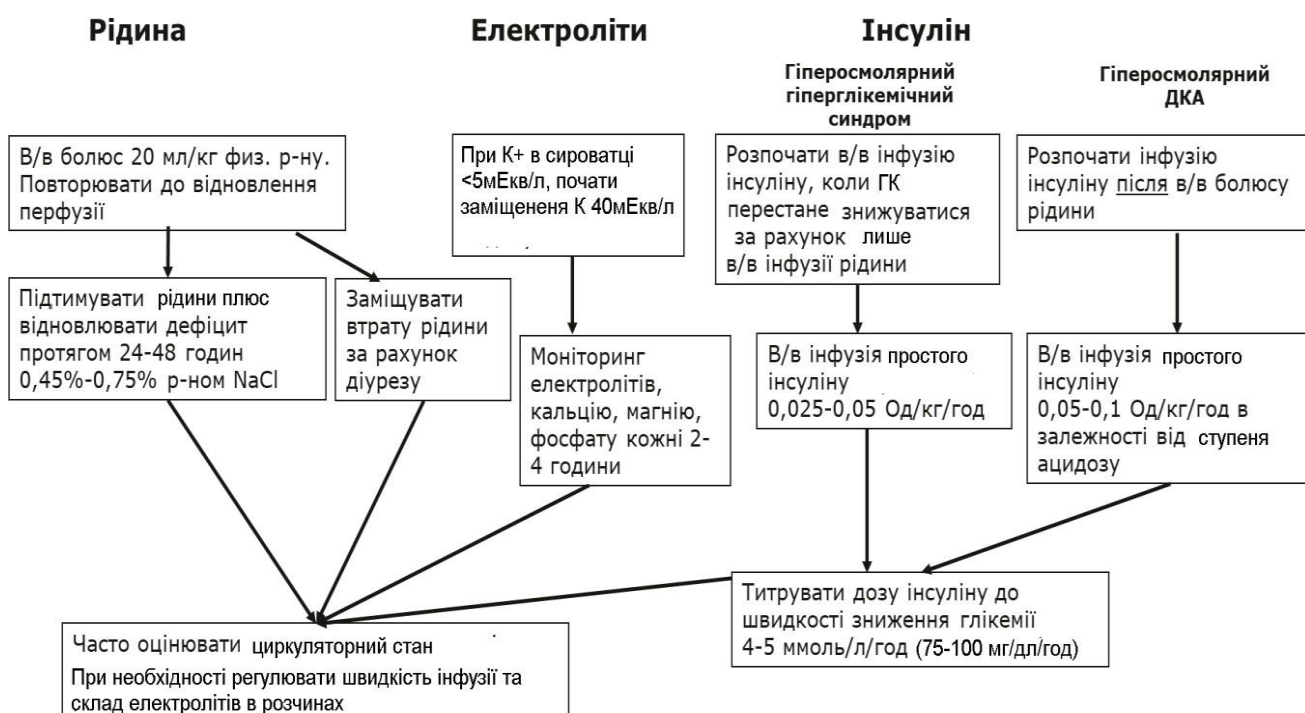 Рідина
Електроліти
Інсулін
Гіперосмолярний
гіперглікемічний
синдром
Гіперосмолярний
ДКА
В/в болюс 20 мл/кг физ. р-ну.
Повторювати до відновлення
перфузії
При К+ в сироватці
<5мЕкв/л, почати
заміщененя К 40мЕкв/л
Розпочати в/в інфузію
інсуліну, коли ГК
перестане знижуватися
за рахунок лише
в/в інфузії рідини
Розпочати інфузію
інсуліну після в/в болюсу
рідини
Підтимувати рідини плюс
відновлювати дефіцит
протягом 24-48 годин
0,45%-0,75% р-ном NaCl
Заміщувати
втрату рідини
за рахунок
діурезу
Моніторинг
електролітів,
кальцію, магнію,
фосфату кожні 2-
4 години
В/в інфузія простого
інсуліну
0,025-0,05 Од/кг/год
В/в інфузія простого
інсуліну
0,05-0,1 Од/кг/год в
залежності від ступеня
ацидозу
Титрувати дозу інсуліну до
швидкості зниження глікемії
4-5 ммоль/л/год (75-100 мг/дл/год)
Часто оцінювати циркуляторний стан
При необхідності регулювати швидкість інфузії та
склад електролітів в розчинах